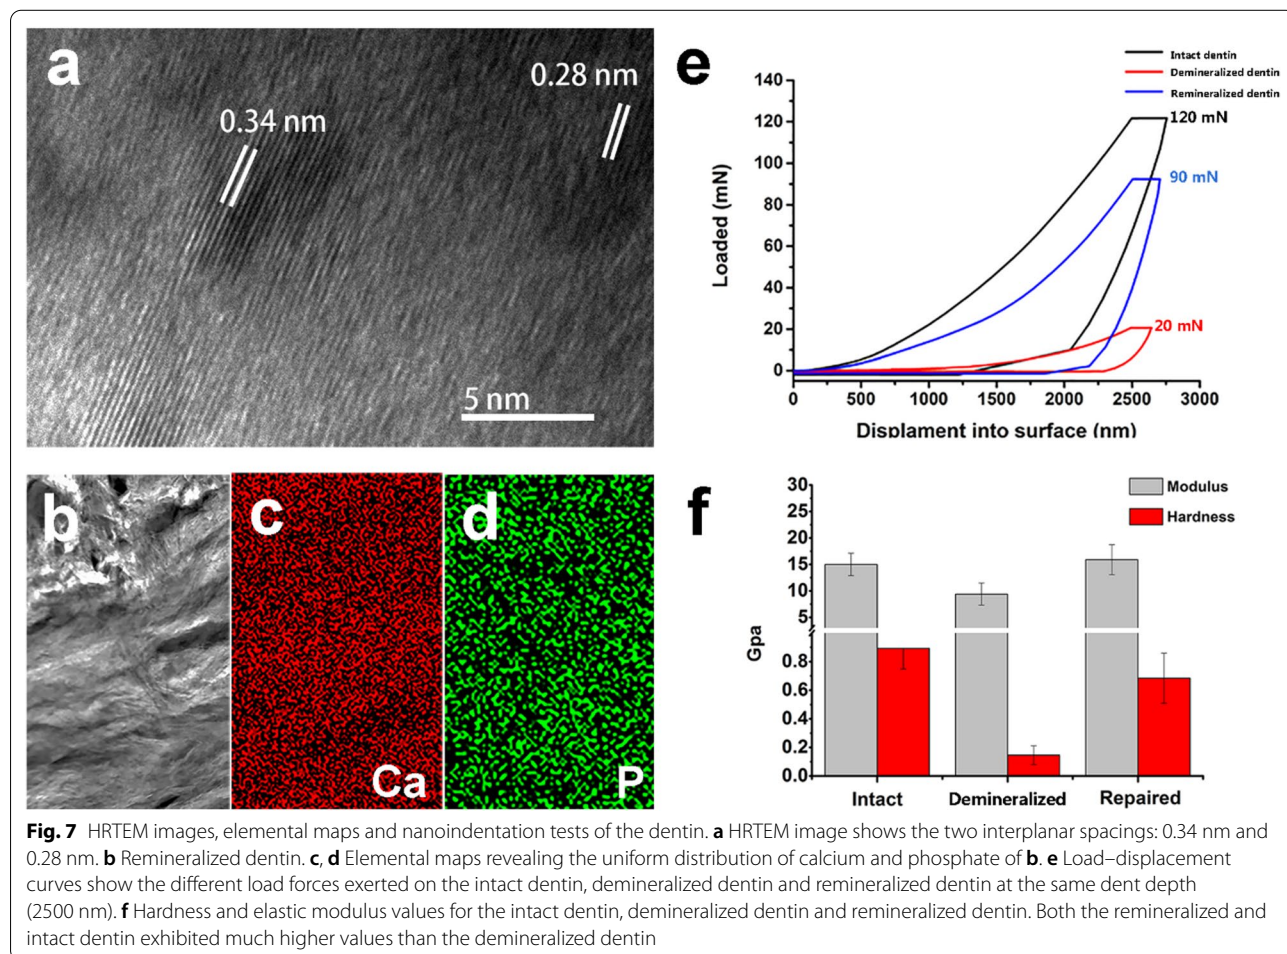 a
0.34 nm
0.28 nm
5 nm
b
c
Ca
d
P
e
Intact dentin
Demineralized dentin
Remineralized dentin
140
120
100
80
60
40
20
0
Loaded (mN)
120 mN
90 mN
20 mN
0
500
1000
1500
2000
2500
3000
Displament into surface (nm)
f
Modulus
Hardness
30
25
20
15
10
5
0.8
0.6
0.4
0.2
0.0
Gpa
Intact
Demineralized
Repaired
Fig. 7 HRTEM images, elemental maps and nanoindentation tests of the dentin. a HRTEM image shows the two interplanar spacings: 0.34 nm and
0.28 nm. b Remineralized dentin. c, d Elemental maps revealing the uniform distribution of calcium and phosphate of b. e Load–displacement
curves show the different load forces exerted on the intact dentin, demineralized dentin and remineralized dentin at the same dent depth
(2500 nm). f Hardness and elastic modulus values for the intact dentin, demineralized dentin and remineralized dentin. Both the remineralized and
intact dentin exhibited much higher values than the demineralized dentin